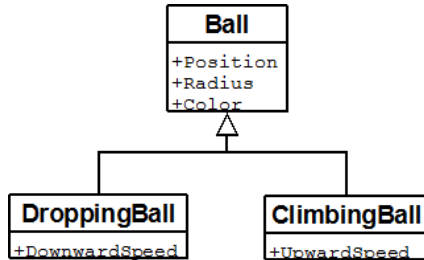 Ball
+Position
+Radius
+Color
DroppingBall
+DownwardSpeed
ClimbingBall
+UpwardSpeed